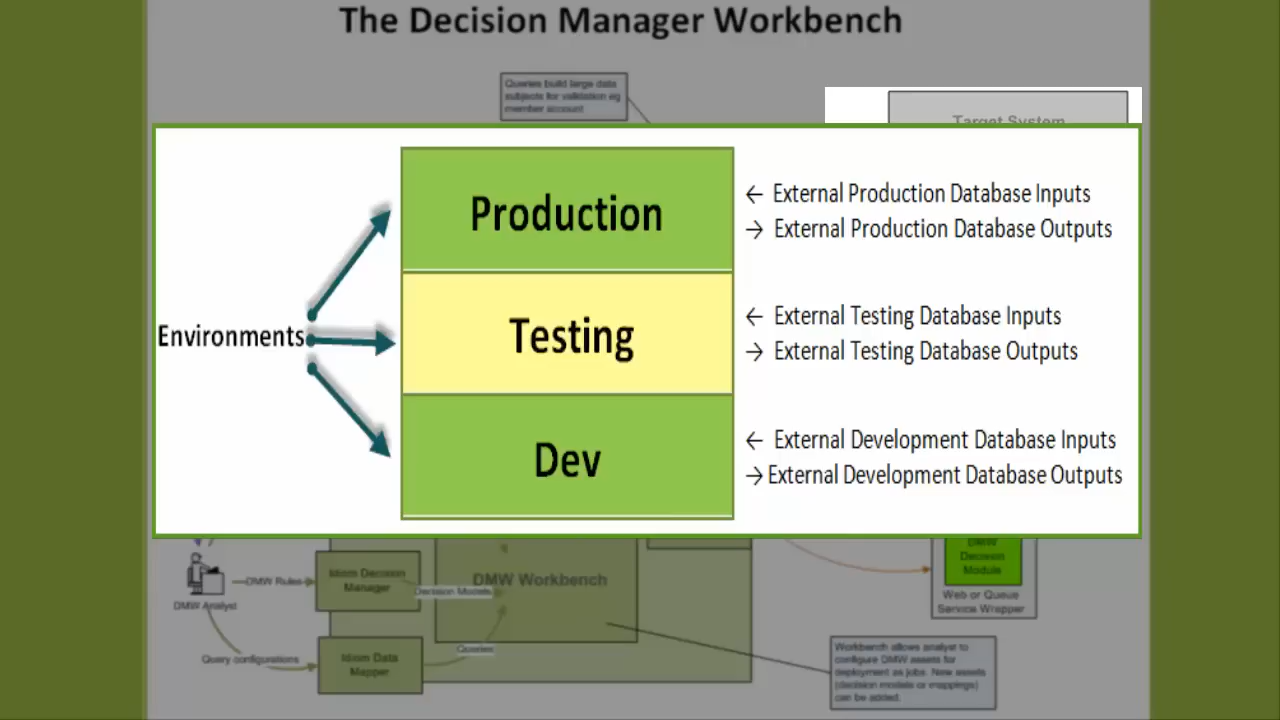 The Decision Manager Workbench
Queries build large data
subjects for validation eg
member account
Target System
Environments
Production
← External Production Database Inputs
→ External Production Database Outputs
Testing
← External Testing Database Inputs
→ External Testing Database Outputs
Dev
← External Development Database Inputs
→ External Development Database Outputs
DMW
Decision
Module
Web or Queue
Service Wrapper
DMW Analyst
DMW Rules
Idiom Decision
Manager
Decision Models
DMW Workbench
Query configurations
Idiom Data
Mapper
Queries
Workbench allows analyst to
configure DMW assets for
deployment as jobs. New assets
(decision models or mappings)
can be added.